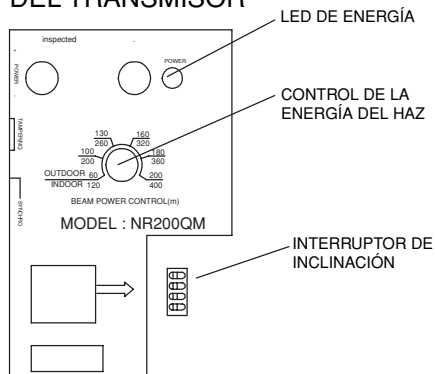 DEL TRANSMISOR
LED DE ENERGÍA
inspected
POWER
+
POWER
-
CONTROL DE LA
ENERGÍA DEL HAZ
TAMPERING
130
260
160
320
100
200
180
360
OUTDOOR 60
INDOOR 120
200
400
BEAM POWER CONTROL(m)
SYNCHRO
MODEL : NR200QM
INTERRUPTOR DE
INCLINACIÓN